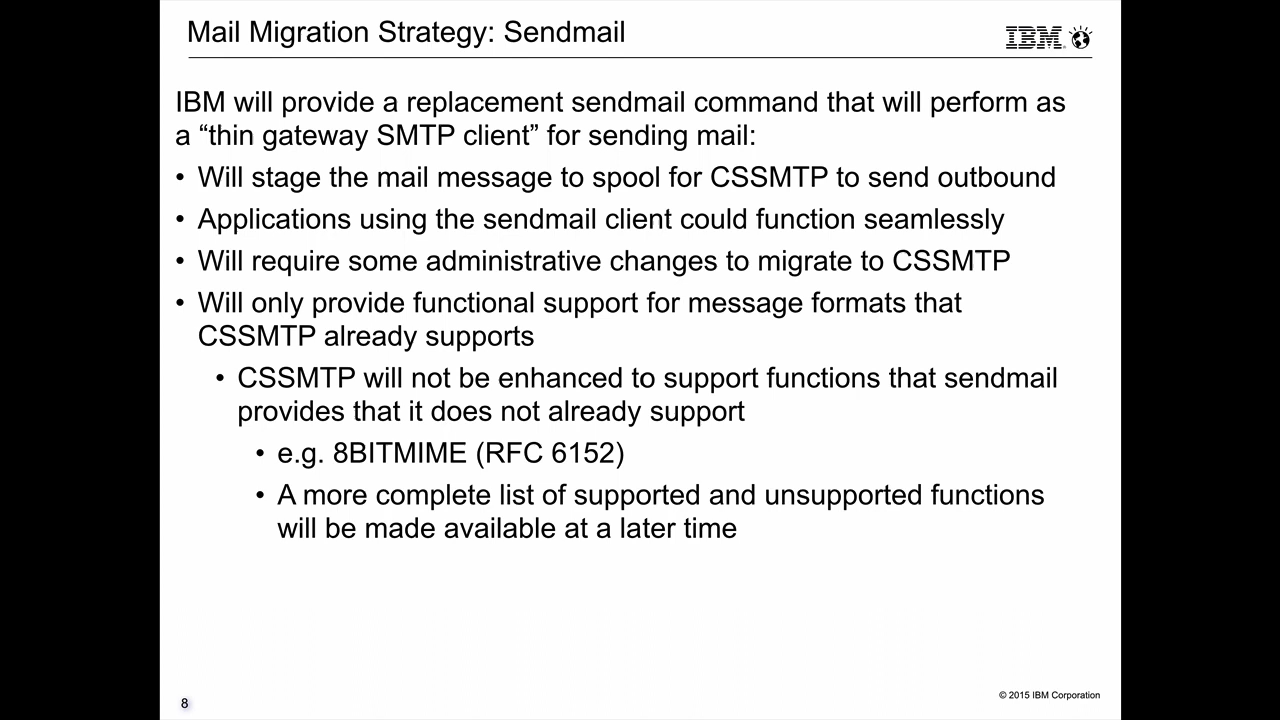 Mail Migration Strategy: Sendmail
IBM
IBM will provide a replacement sendmail command that will perform as
a “thin gateway SMTP client” for sending mail:
• Will stage the mail message to spool for CSSMTP to send outbound
• Applications using the sendmail client could function seamlessly
• Will require some administrative changes to migrate to CSSMTP
• Will only provide functional support for message formats that
CSSMTP already supports
• CSSMTP will not be enhanced to support functions that sendmail
provides that it does not already support
• e.g. 8BITMIME (RFC 6152)
• A more complete list of supported and unsupported functions
will be made available at a later time
8
© 2015 IBM Corporation